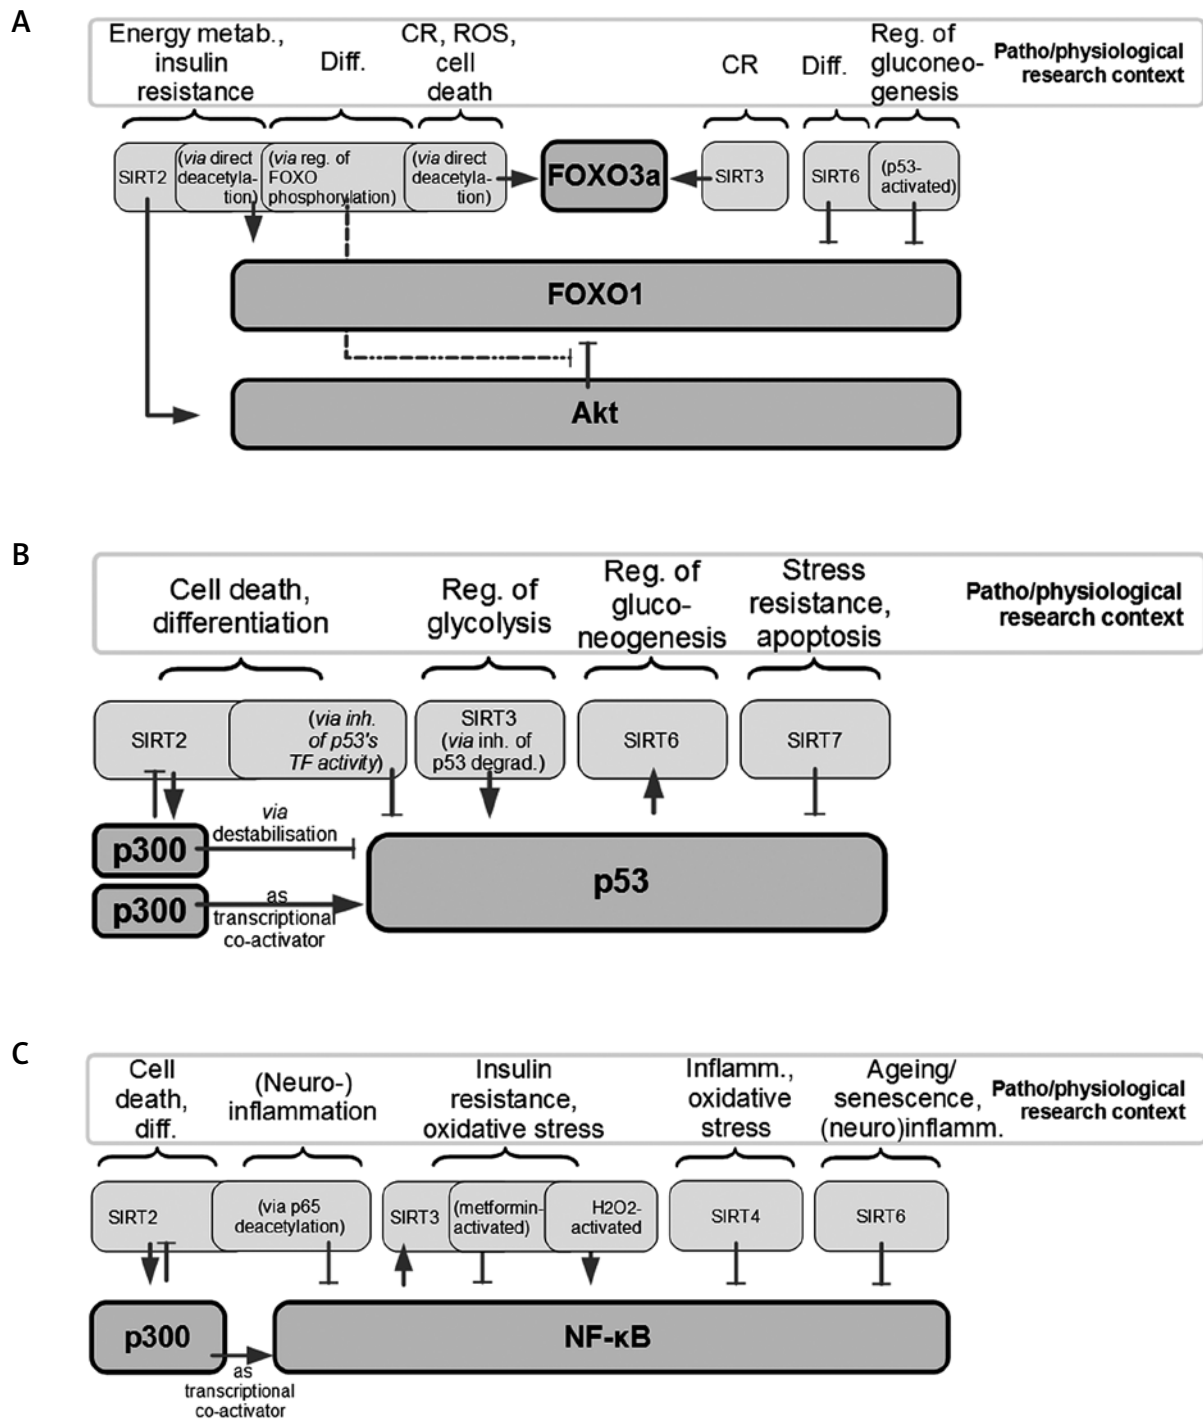 A
Energy metab.,
insulin
resistance
Diff.
CR, ROS,
cell
death
CR
Diff.
Reg. of
gluconeo-
genesis
Patho/physiological
research context
SIRT2
(via direct
deacetyla-
tion)
(via reg. of
FOXO
phosphorylation)
(via direct
deacetyla-
tion)
FOXO3a
SIRT3
SIRT6
(p53-
activated)
FOXO1
Akt
B
Cell death,
differentiation
Reg. of
glycolysis
Reg. of
gluco-
neogenesis
Stress
resistance,
apoptosis
Patho/physiological
research context
SIRT2
(via inh.
of p53's
TF activity)
SIRT3
(via inh. of
p53 degrad.)
SIRT6
SIRT7
p300
via
destabilisation
p300
as
transcriptional
co-activator
p53
C
Cell
death,
diff.
(Neuro-)
inflammation
Insulin
resistance,
oxidative stress
Inflamm.,
oxidative
stress
Ageing/
senescence,
(neuro)inflamm.
Patho/physiological
research context
SIRT2
(via p65
deacetylation)
SIRT3
(metformin-
activated)
H2O2-
activated
SIRT4
SIRT6
p300
as
transcriptional
co-activator
NF-κB